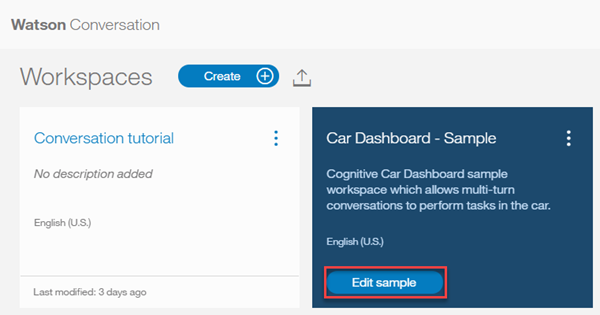 Watson Conversation
Workspaces
Create
Conversation tutorial
No description added
English (U.S.)
Last modified: 3 days ago
Car Dashboard - Sample
Cognitive Car Dashboard sample
workspace which allows multi-turn
conversations to perform tasks in the car.
English (U.S.)
Edit sample